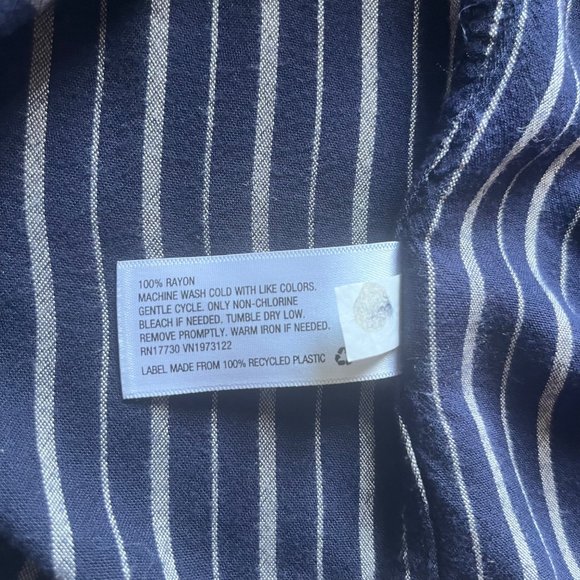 100% RAYON
MACHINE WASH COLD WITH LIKE COLORS.
GENTLE CYCLE. ONLY NON-CHLORINE
BLEACH IF NEEDED. TUMBLE DRY LOW.
REMOVE PROMPTLY. WARM IRON IF NEEDED.
RN17730 VN1973122
LABEL MADE FROM 100% RECYCLED PLASTIC